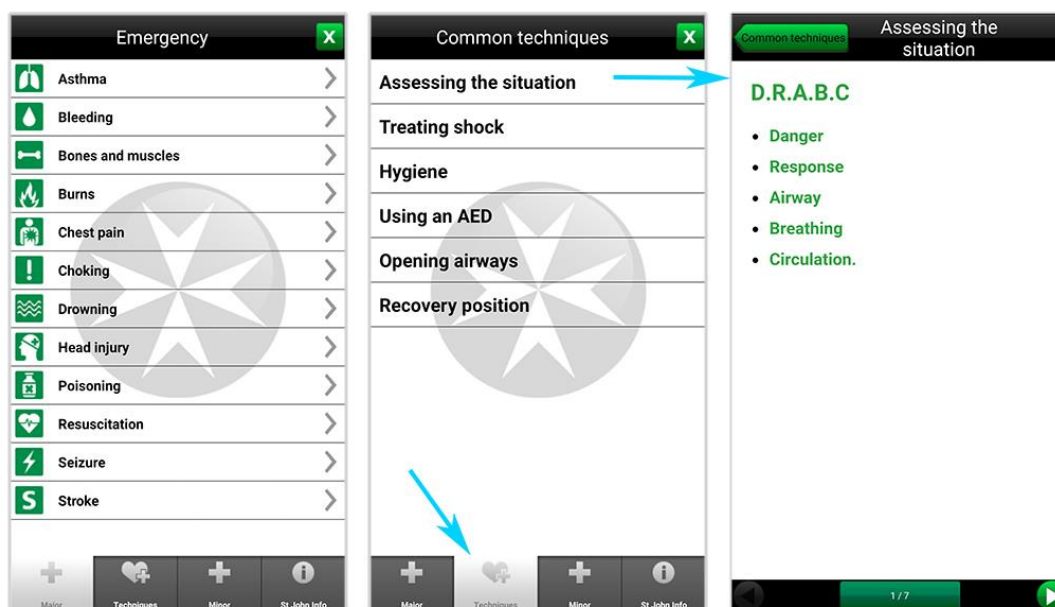 Emergency
X
Asthma
Bleeding
Bones and muscles
Burns
Chest pain
Choking
Drowning
Head injury
Poisoning
Resuscitation
Seizure
S
Stroke
Major
Techniques
Minor
St John Info
Common techniques
X
Assessing the situation
Treating shock
Hygiene
Using an AED
Opening airways
Recovery position
Major
Techniques
Minor
St John Info
Common techniques
Assessing the
situation
D.R.A.B.C
• Danger
• Response
• Airway
• Breathing
• Circulation.
1 / 7